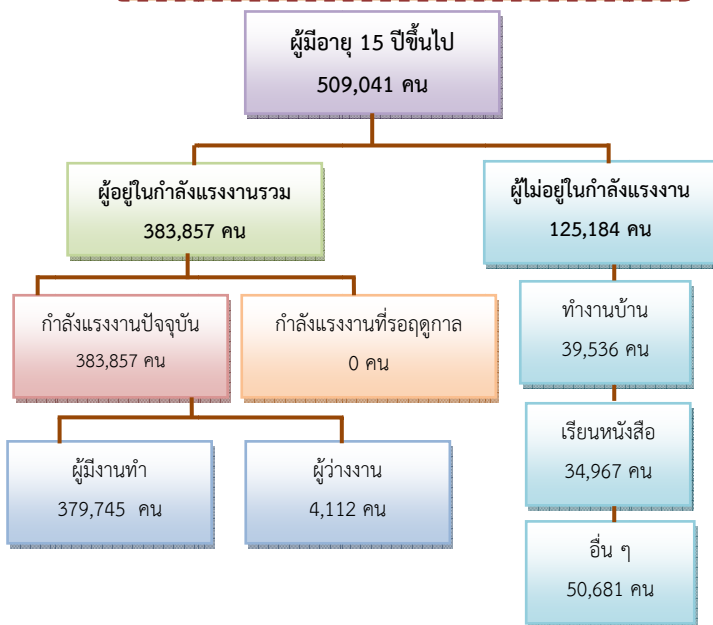 ผู้มีอายุ 15 ปีขึ้นไป
509,041 คน
ผู้อยู่ในกำลังแรงงานรวม
383,857 คน
ผู้ไม่อยู่ในกำลังแรงงาน
125,184 คน
กำลังแรงงานปัจจุบัน
383,857 คน
กำลังแรงงานที่รอฤดูกาล
0 คน
ทำงานบ้าน
39,536 คน
ผู้มีงานทำ
379,745 คน
ผู้ว่างงาน
4,112 คน
เรียนหนังสือ
34,967 คน
อื่น ๆ
50,681 คน